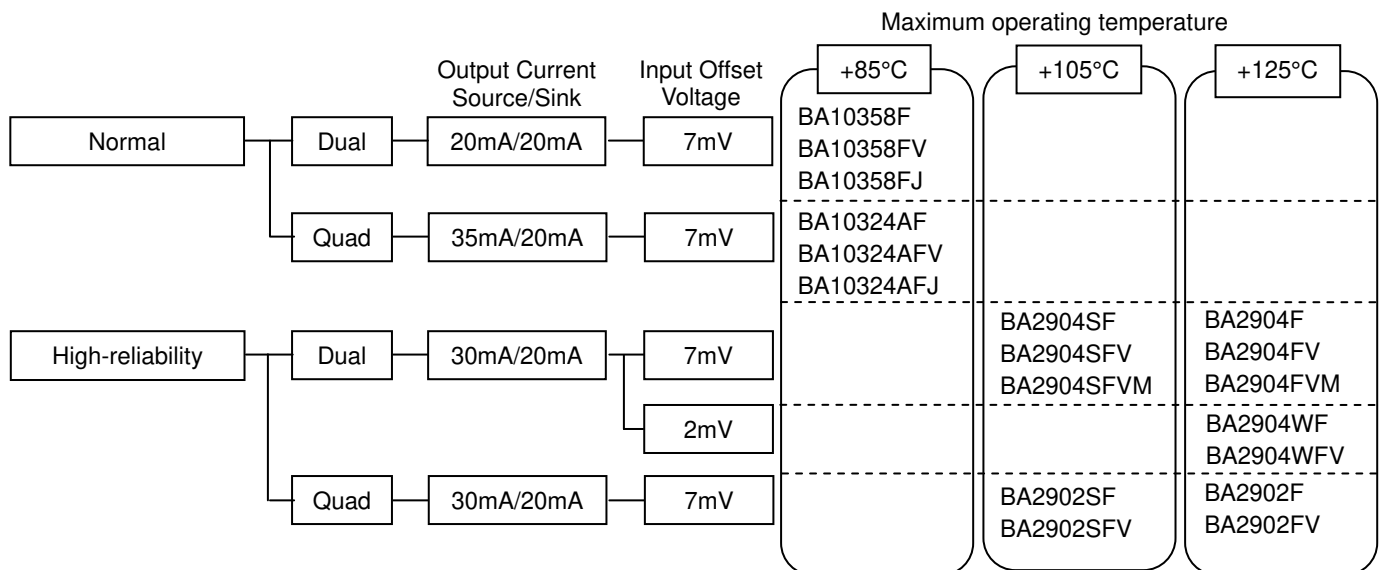 Maximum operating temperature
Output Current
Source/Sink
Input Offset
Voltage
+85°C
+105°C
+125°C
Normal
Dual
20mA/20mA
7mV
BA10358F
BA10358FV
BA10358FJ
Quad
35mA/20mA
7mV
BA10324AF
BA10324AFV
BA10324AFJ
High-reliability
Dual
30mA/20mA
7mV
BA2904SF
BA2904SFV
BA2904SFVM
BA2904F
BA2904FV
BA2904FVM
2mV
BA2904WF
BA2904WFV
Quad
30mA/20mA
7mV
BA2902SF
BA2902SFV
BA2902F
BA2902FV